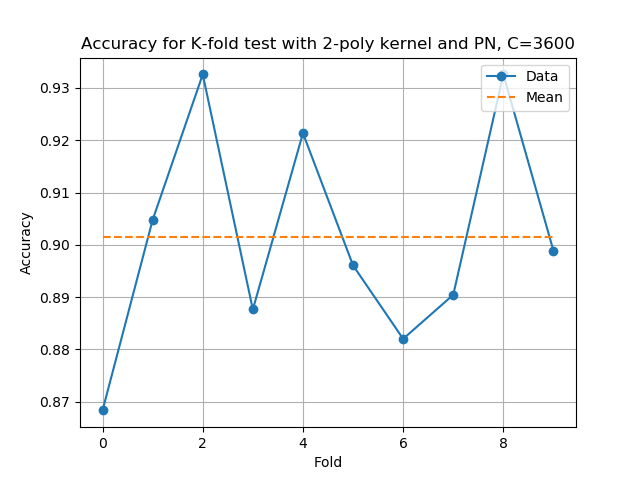 Accuracy for K-fold test with 2-poly kernel and PN, C=3600
Data
Mean
0.93
0.92
0.91
0.90
0.89
0.88
0.87
Accuracy
0
2
4
6
8
Fold